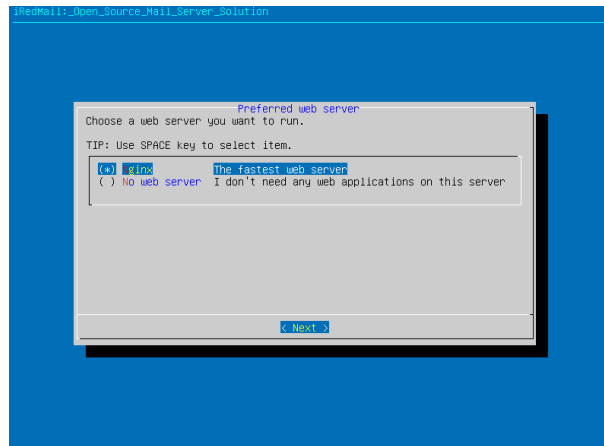 iRedMail:_Open_Source_Mail_Server_Solution
Preferred web server
Choose a web server you want to run.
TIP: Use SPACE key to select item.
(*) ginx The fastest web server
( ) No web server I don't need any web applications on this server
< Next >